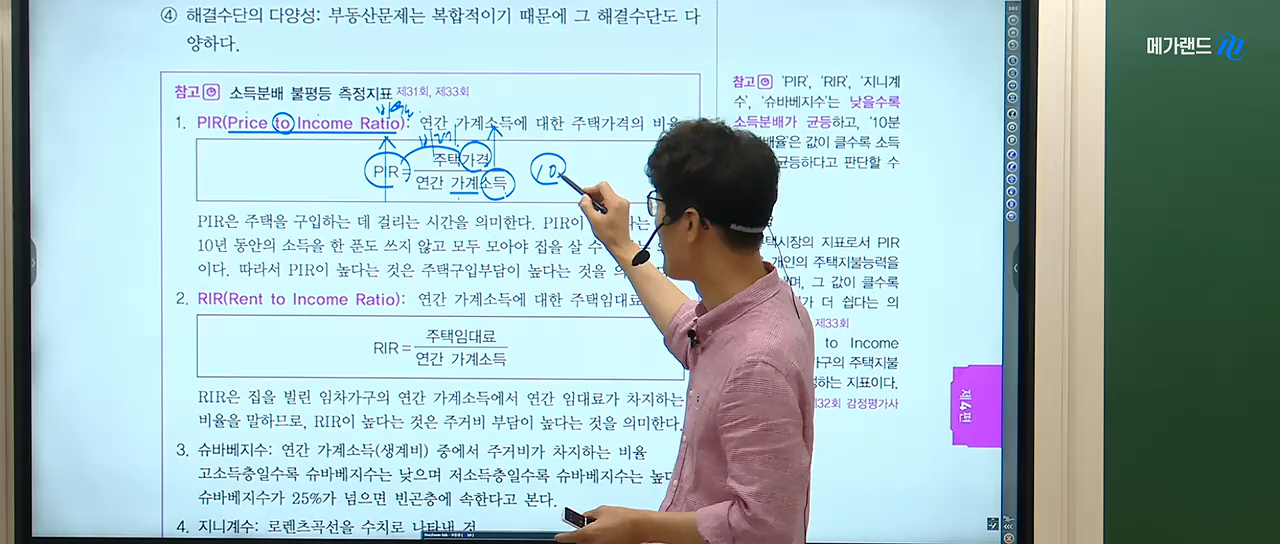 ④ 해결수단의 다양성: 부동산문제는 복합적이기 때문에 그 해결수단도 다
양하다.
메가랜드
참고 소득분배 불평등 측정지표 제31회, 제33회
1. PIR(Price to Income Ratio): 연간 가계소득에 대한 주택가격의 비율
PIR=
주택가격
연간 가계소득
10
PIR은 주택을 구입하는 데 걸리는 시간을 의미한다. PIR이
10년 동안의 소득을 한 푼도 쓰지 않고 모두 모아야 집을 살 수
이다. 따라서 PIR이 높다는 것은 주택구입부담이 높다는 것을
2. RIR(Rent to Income Ratio): 연간 가계소득에 대한 주택임대료
RIR=
주택임대료
연간 가계소득
RIR은 집을 빌린 임차가구의 연간 가계소득에서 연간 임대료가 차지하는
비율을 말하므로, RIR이 높다는 것은 주거비 부담이 높다는 것을 의미한다.
3. 슈바베지수: 연간 가계소득(생계비) 중에서 주거비가 차지하는 비율
고소득층일수록 슈바베지수는 낮으며 저소득층일수록 슈바베지수는 높다
슈바베지수가 25%가 넘으면 빈곤층에 속한다고 본다.
4. 지니계수: 로렌츠곡선을 수치로 나타낸 것
참고 'PIR', 'RIR', '지니계
수', '슈바베지수'는 낮을수록
소득분배가 균등하고, '10분
배율'은 값이 클수록 소득
균등하다고 판단할 수
택시장의 지표로서 PIR
개인의 주택지불능력을
며, 그 값이 클수록
가 더 쉽다는 의
제33회
to Income
가구의 주택지불
하는 지표이다.
제32회 감정평가사
제4편